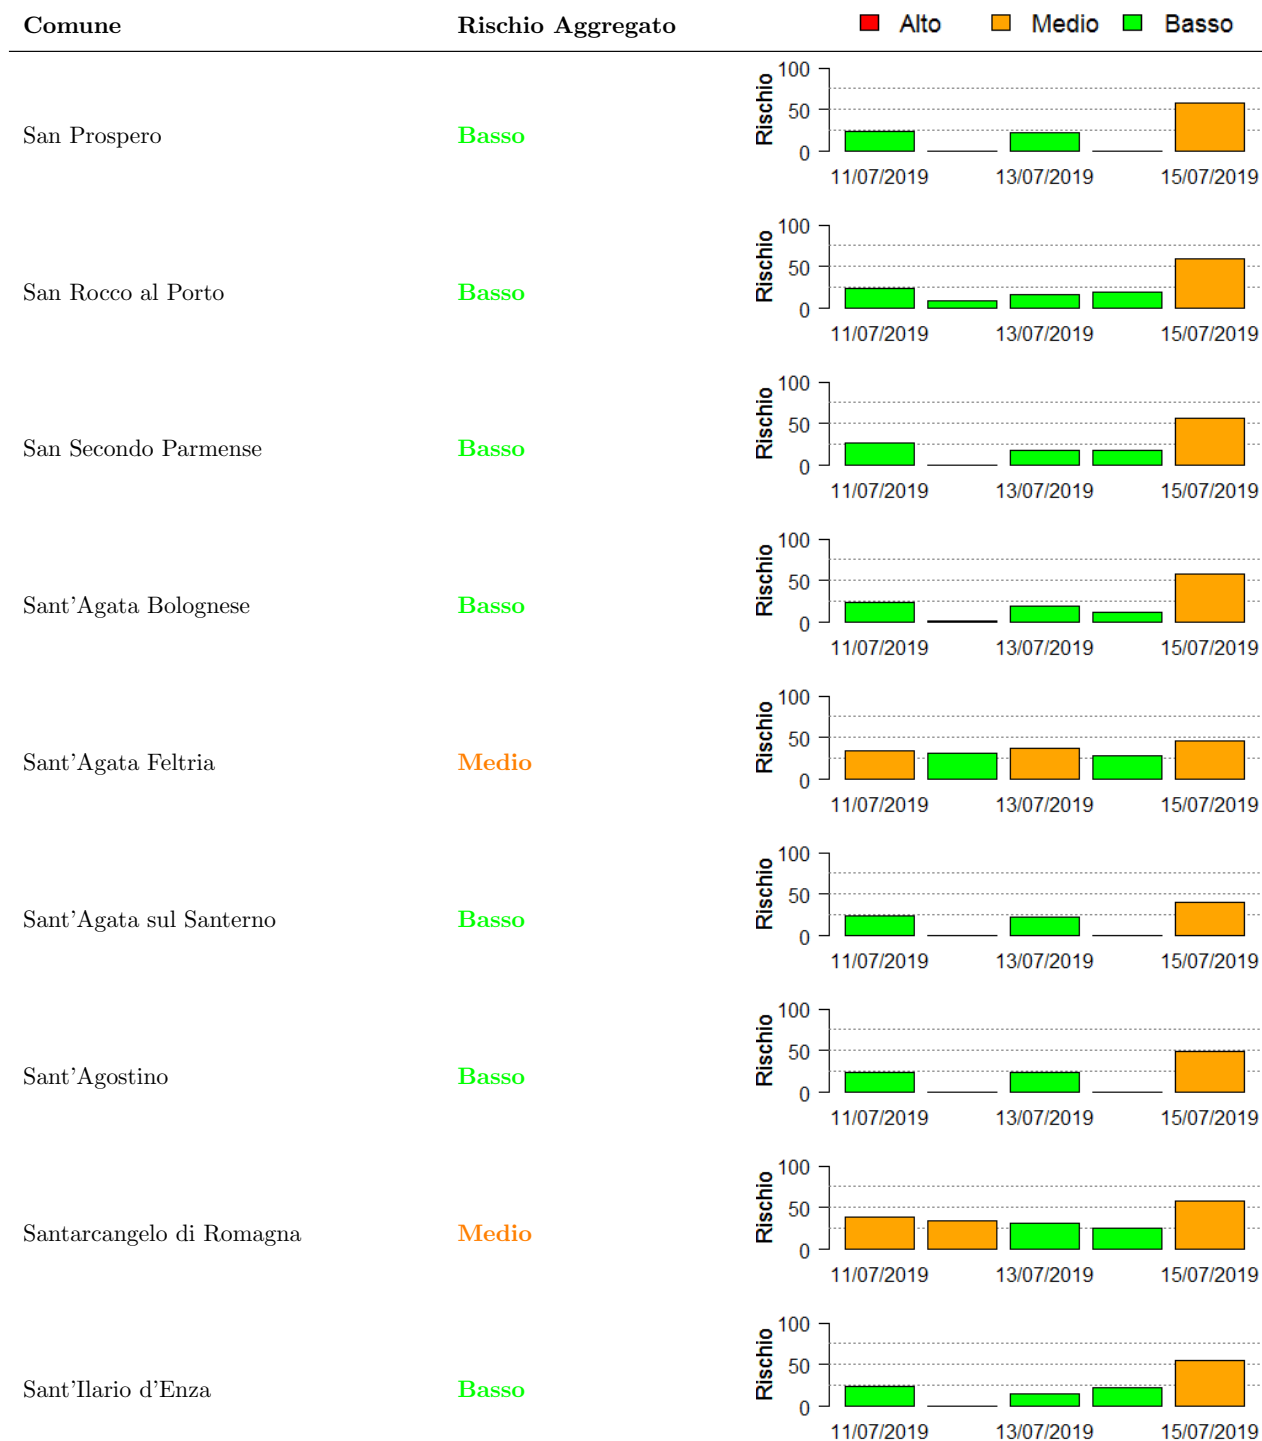 Comune Rischio Aggregato Alto Medio Basso
San Prospero Basso
Rischio
100
50
0
11/07/2019 13/07/2019 15/07/2019
San Rocco al Porto Basso
Rischio
100
50
0
11/07/2019 13/07/2019 15/07/2019
San Secondo Parmense Basso
Rischio
100
50
0
11/07/2019 13/07/2019 15/07/2019
Sant'Agata Bolognese Basso
Rischio
100
50
0
11/07/2019 13/07/2019 15/07/2019
Sant'Agata Feltria Medio
Rischio
100
50
0
11/07/2019 13/07/2019 15/07/2019
Sant'Agata sul Santerno Basso
Rischio
100
50
0
11/07/2019 13/07/2019 15/07/2019
Sant'Agostino Basso
Rischio
100
50
0
11/07/2019 13/07/2019 15/07/2019
Santarcangelo di Romagna Medio
Rischio
100
50
0
11/07/2019 13/07/2019 15/07/2019
Sant'Ilario d'Enza Basso
Rischio
100
50
0
11/07/2019 13/07/2019 15/07/2019